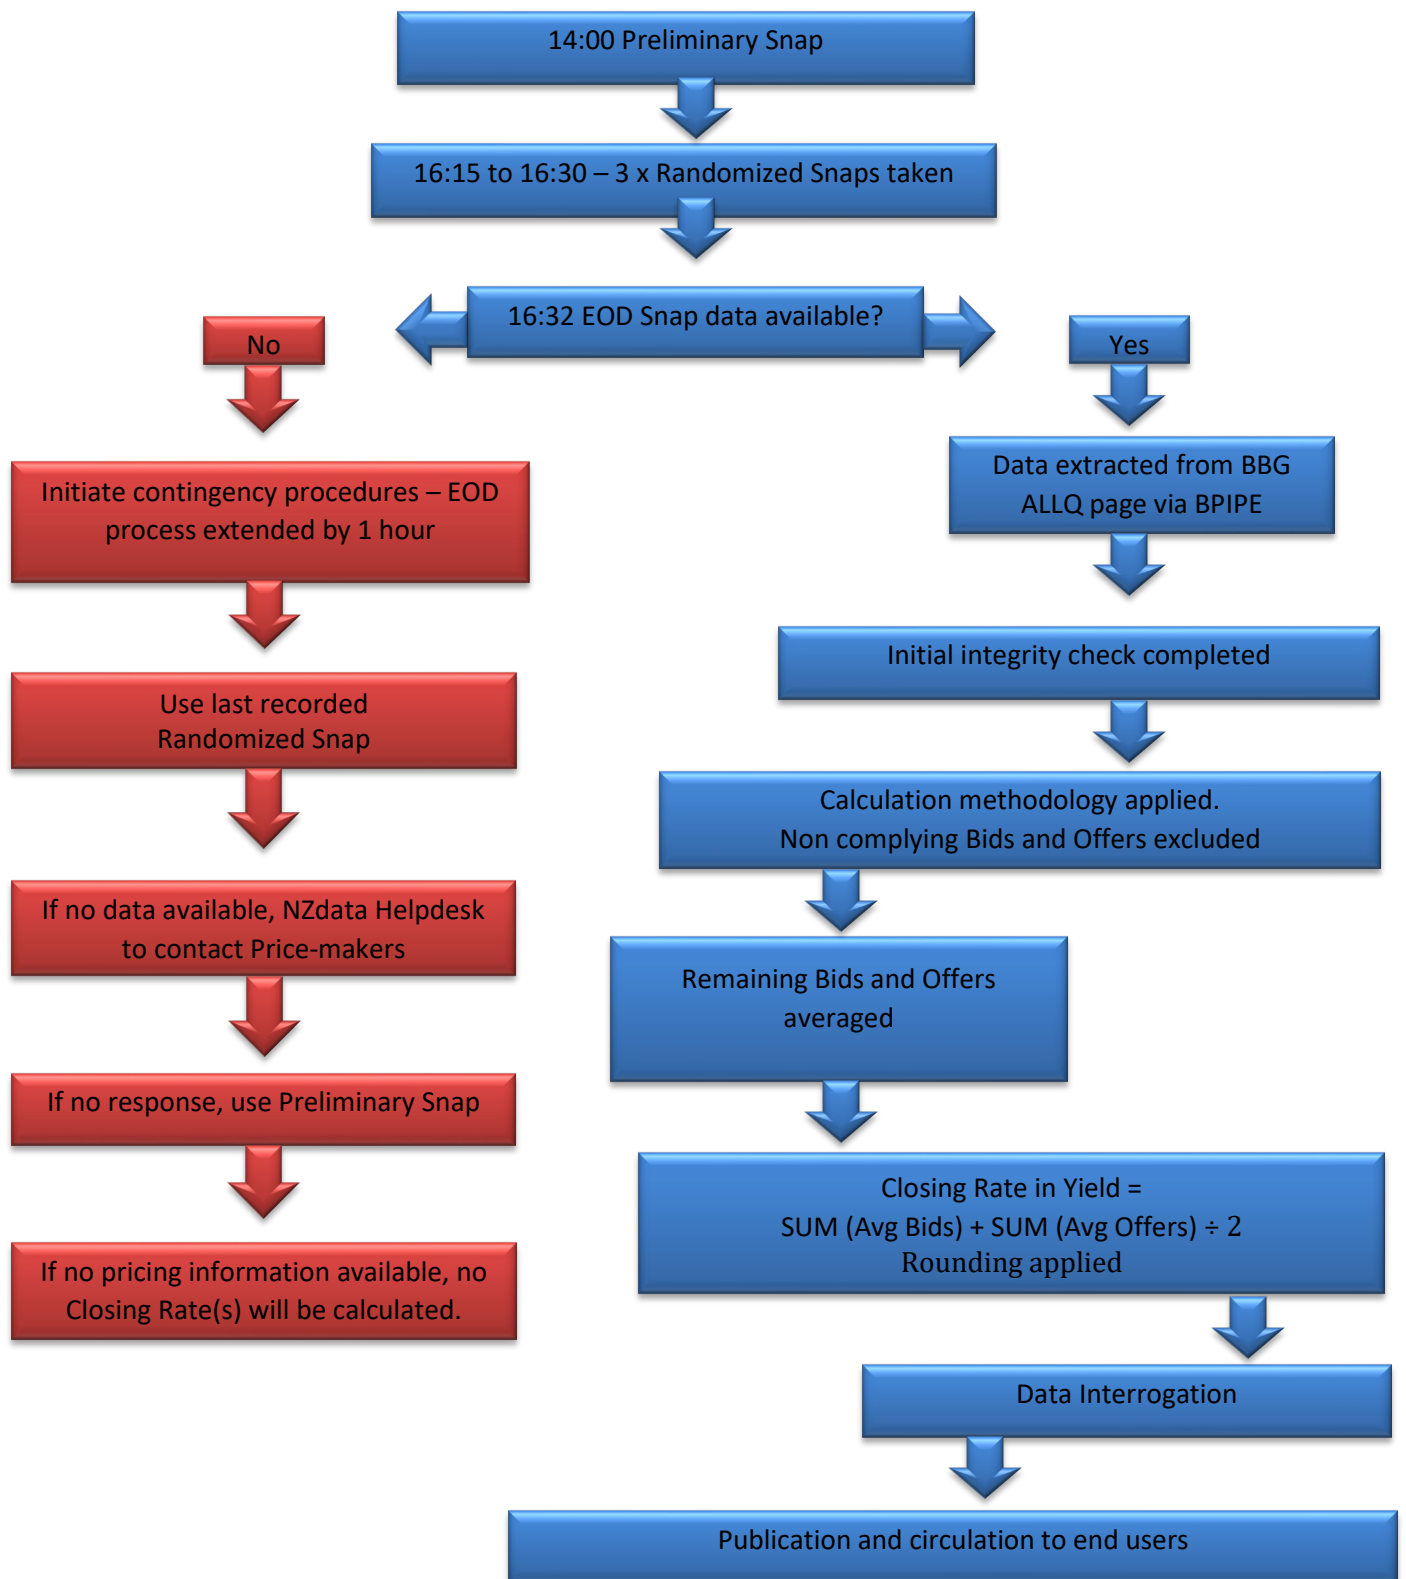 14:00 Preliminary Snap
16:15 to 16:30 – 3 x Randomized Snaps taken
16:32 EOD Snap data available?
No
Yes
Initiate contingency procedures – EOD
process extended by 1 hour
Use last recorded
Randomized Snap
If no data available, NZdata Helpdesk
to contact Price-makers
If no response, use Preliminary Snap
If no pricing information available, no
Closing Rate(s) will be calculated.
Data extracted from BBG
ALLQ page via BPIPE
Initial integrity check completed
Calculation methodology applied.
Non complying Bids and Offers excluded
Remaining Bids and Offers
averaged
Closing Rate in Yield =
SUM (Avg Bids) + SUM (Avg Offers) ÷ 2
Rounding applied
Data Interrogation
Publication and circulation to end users